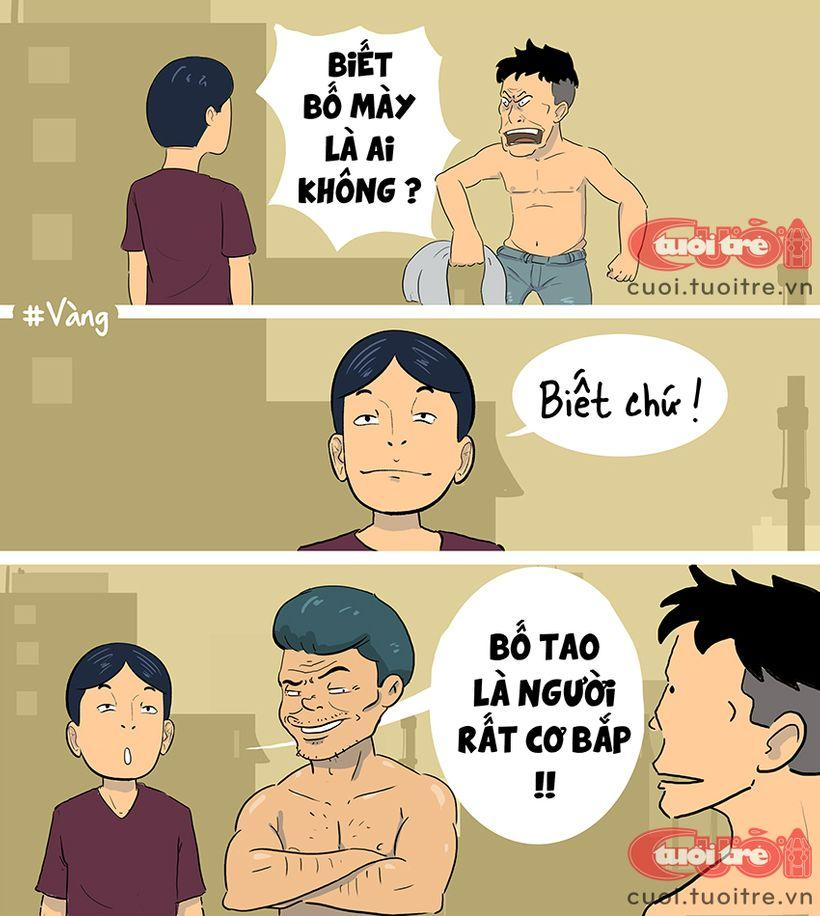 BIẾT
BỐ MÀY
LÀ AI
KHÔNG ?
tuổi trẻ
CƯỜI
cuoi.tuoitre.vn
#Vàng
Biết chứ !
BỐ TAO
LÀ NGƯỜI
RẤT CƠ BẮP
!!
tuổi trẻ
CƯỜI
cuoi.tuoitre.vn